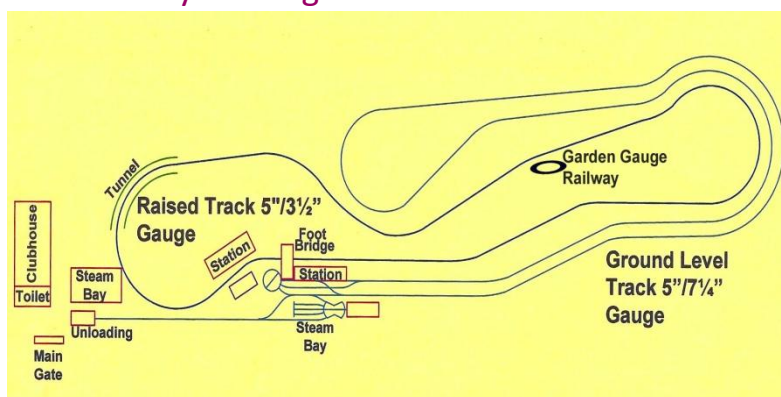 Tunnel
Raised Track 5"/3½"
Gauge
Garden Gauge
Railway
Clubhouse
Toilet
Steam
Bay
Station
Foot
Bridge
Station
Ground Level
Track 5”/7¼”
Gauge
Unloading
Steam
Bay
Main
Gate